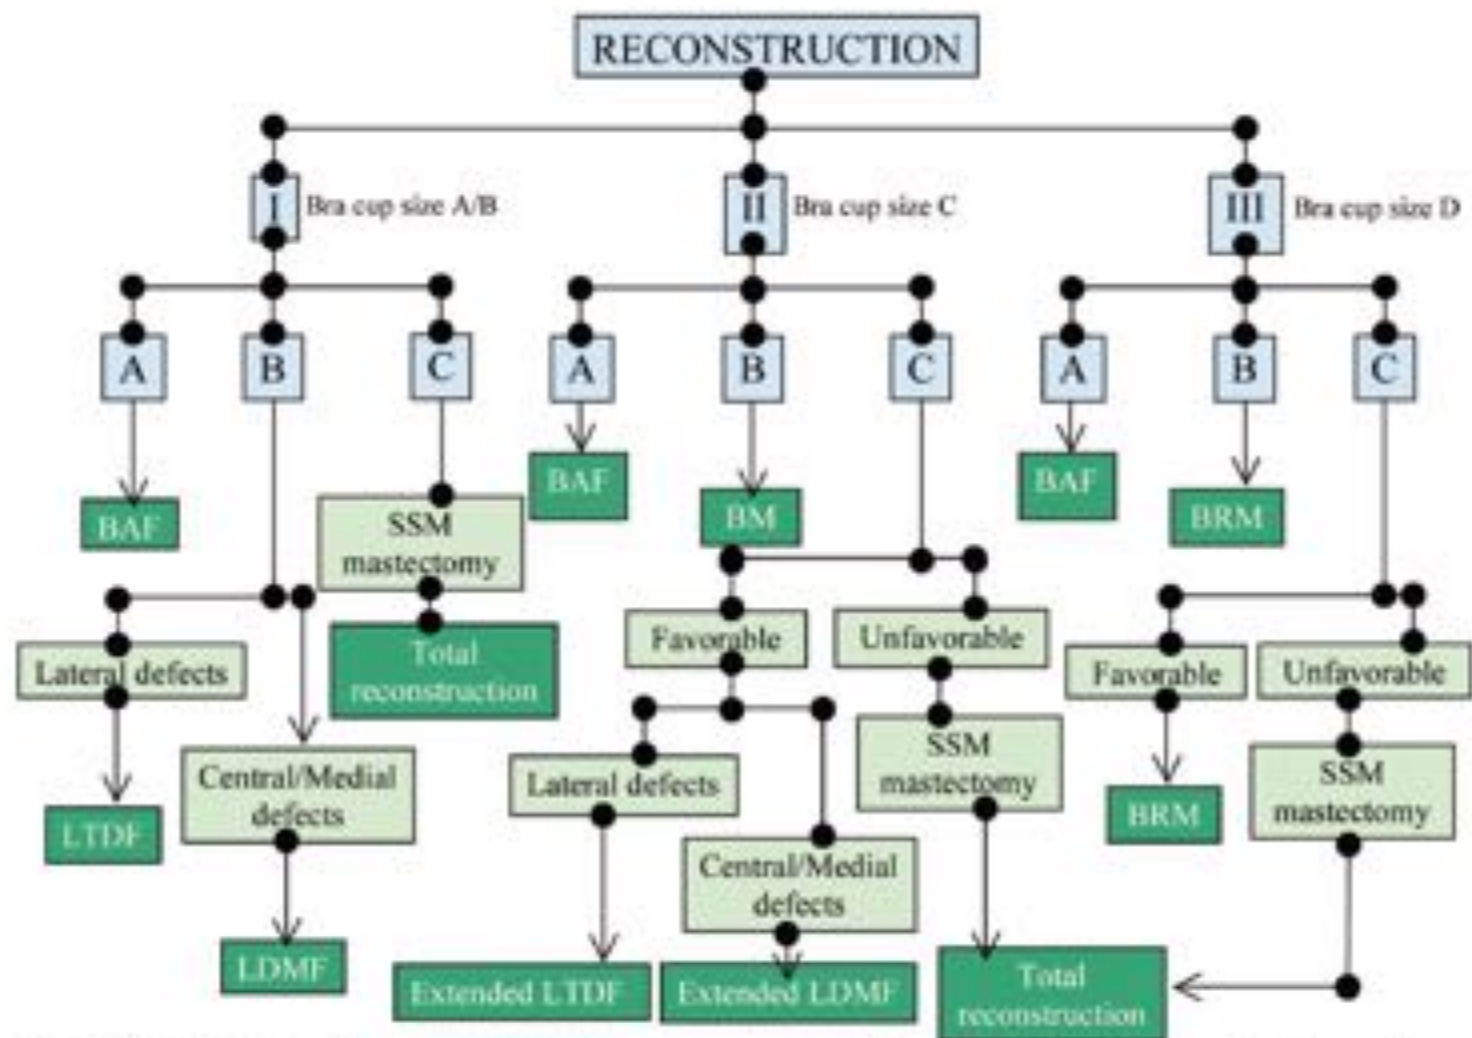 RECONSTRUCTION
I Bra cup size A/B
II Bra cup size C
III Bra cup size D
A
B
C
A
B
C
A
B
C
BAF
SSM
mastectomy
BAF
BM
BAF
BRM
Lateral defects
Total
reconstruction
Favorable
Unfavorable
Favorable
Unfavorable
LTDF
Central/Medial
defects
Lateral defects
SSM
mastectomy
BRM
SSM
mastectomy
LDMF
Extended LTDF
Central/Medial
defects
Extended LDMF
Total
reconstruction